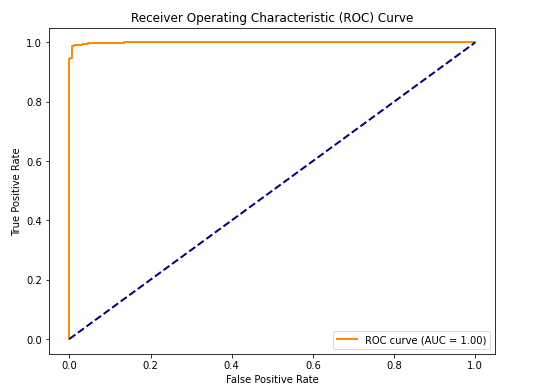 Receiver Operating Characteristic (ROC) Curve
1.0
0.8
0.6
0.4
0.2
0.0
True Positive Rate
ROC curve (AUC = 1.00)
0.0 0.2 0.4 0.6 0.8 1.0
False Positive Rate